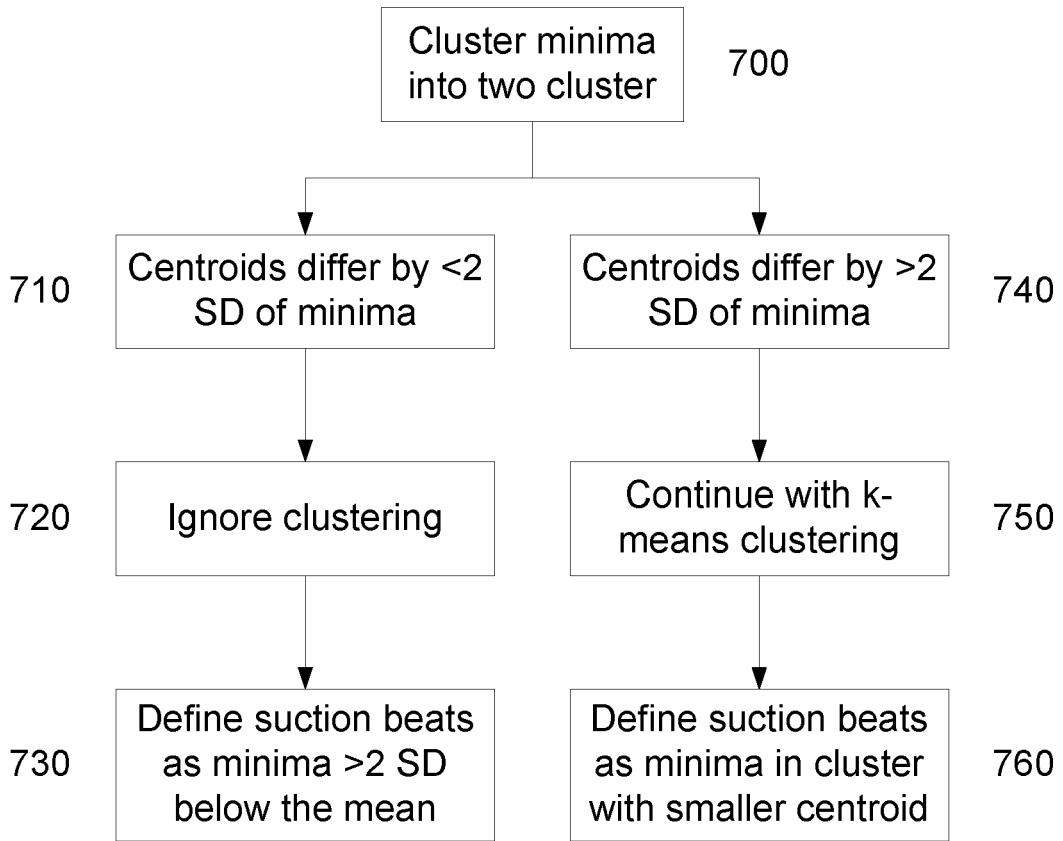 Cluster minima
into two cluster
700
710
Centroids differ by <2
SD of minima
Centroids differ by >2
SD of minima
740
720
Ignore clustering
Continue with k-
means clustering
750
730
Define suction beats
as minima >2 SD
below the mean
Define suction beats
as minima in cluster
with smaller centroid
760